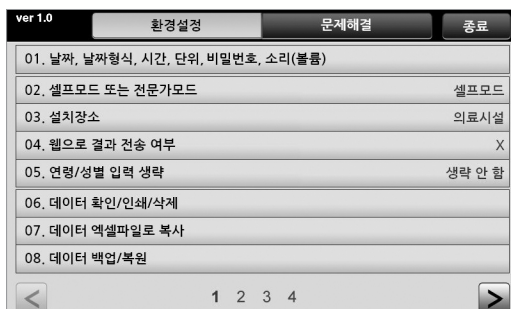 ver 1.0 환경설정 문제해결 종료
01. 날짜, 날짜형식, 시간, 단위, 비밀번호, 소리(볼륨)
02. 셀프모드 또는 전문가모드 셀프모드
03. 설치장소 의료시설
04. 웹으로 결과 전송 여부 X
05. 연령/성별 입력 생략 생략 안 함
06. 데이터 확인/인쇄/삭제
07. 데이터 엑셀파일로 복사
08. 데이터 백업/복원
< 1 2 3 4 >